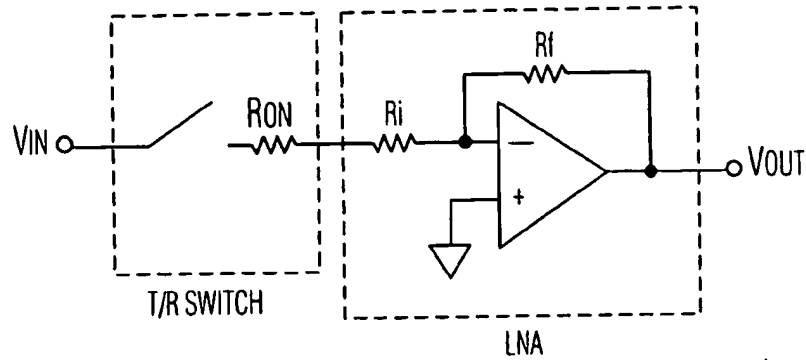 Rf
RON
Ri
VIN
−
+
VOUT
T/R SWITCH
LNA